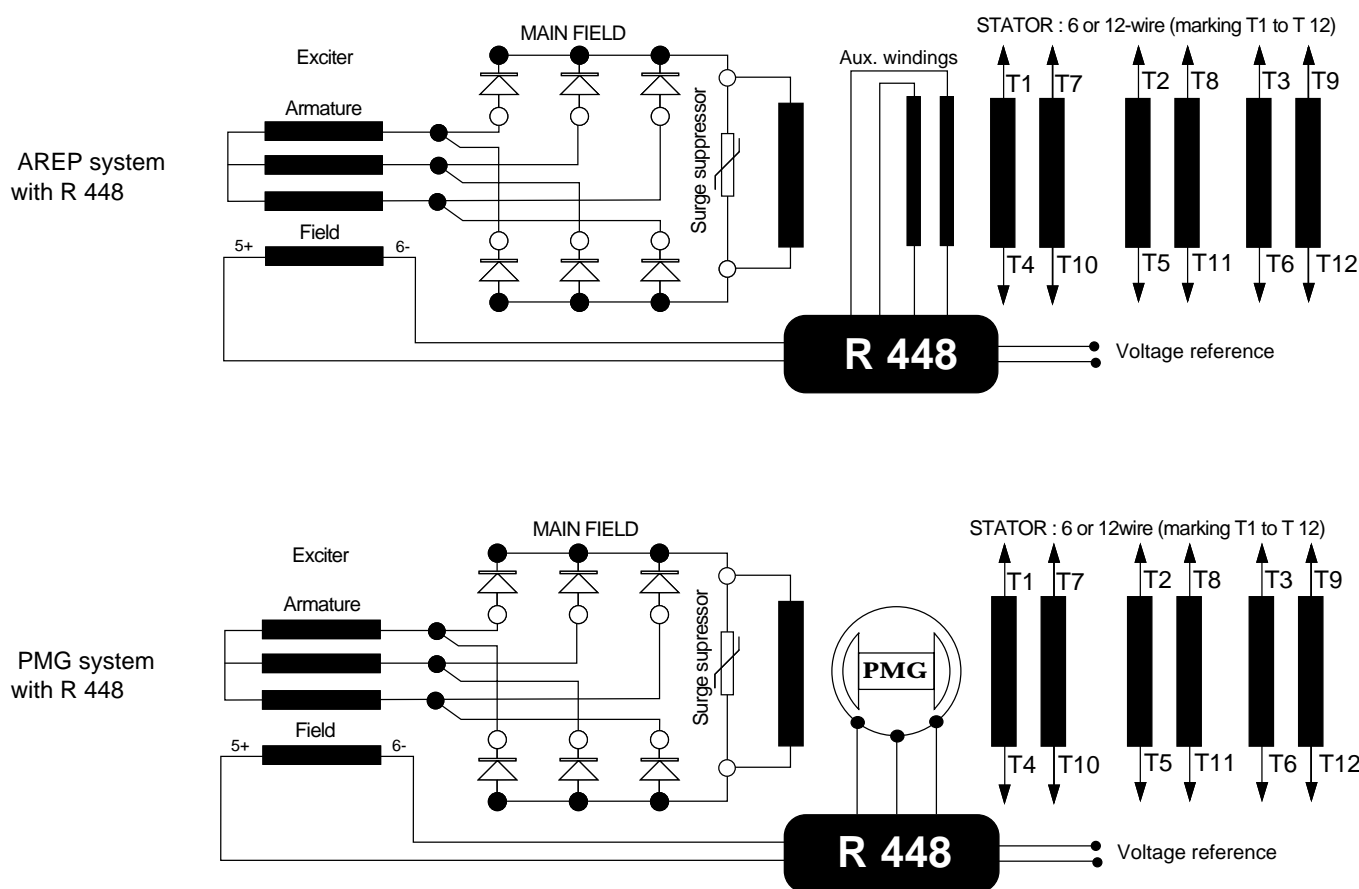 STATOR : 6 or 12-wire (marking T1 to T 12)
MAIN FIELD
Exciter
Aux. windings
T1 T7 T2 T8 T3 T9
Armature
Surge suppressor
AREP system
with R 448
Field
5+ 6-
T4 T10 T5 T11 T6 T12
R 448
Voltage reference
STATOR : 6 or 12wire (marking T1 to T 12)
MAIN FIELD
Exciter
T1 T7 T2 T8 T3 T9
Armature
Surge supressor
PMG system
with R 448
PMG
Field
5+ 6-
T4 T10 T5 T11 T6 T12
R 448
Voltage reference